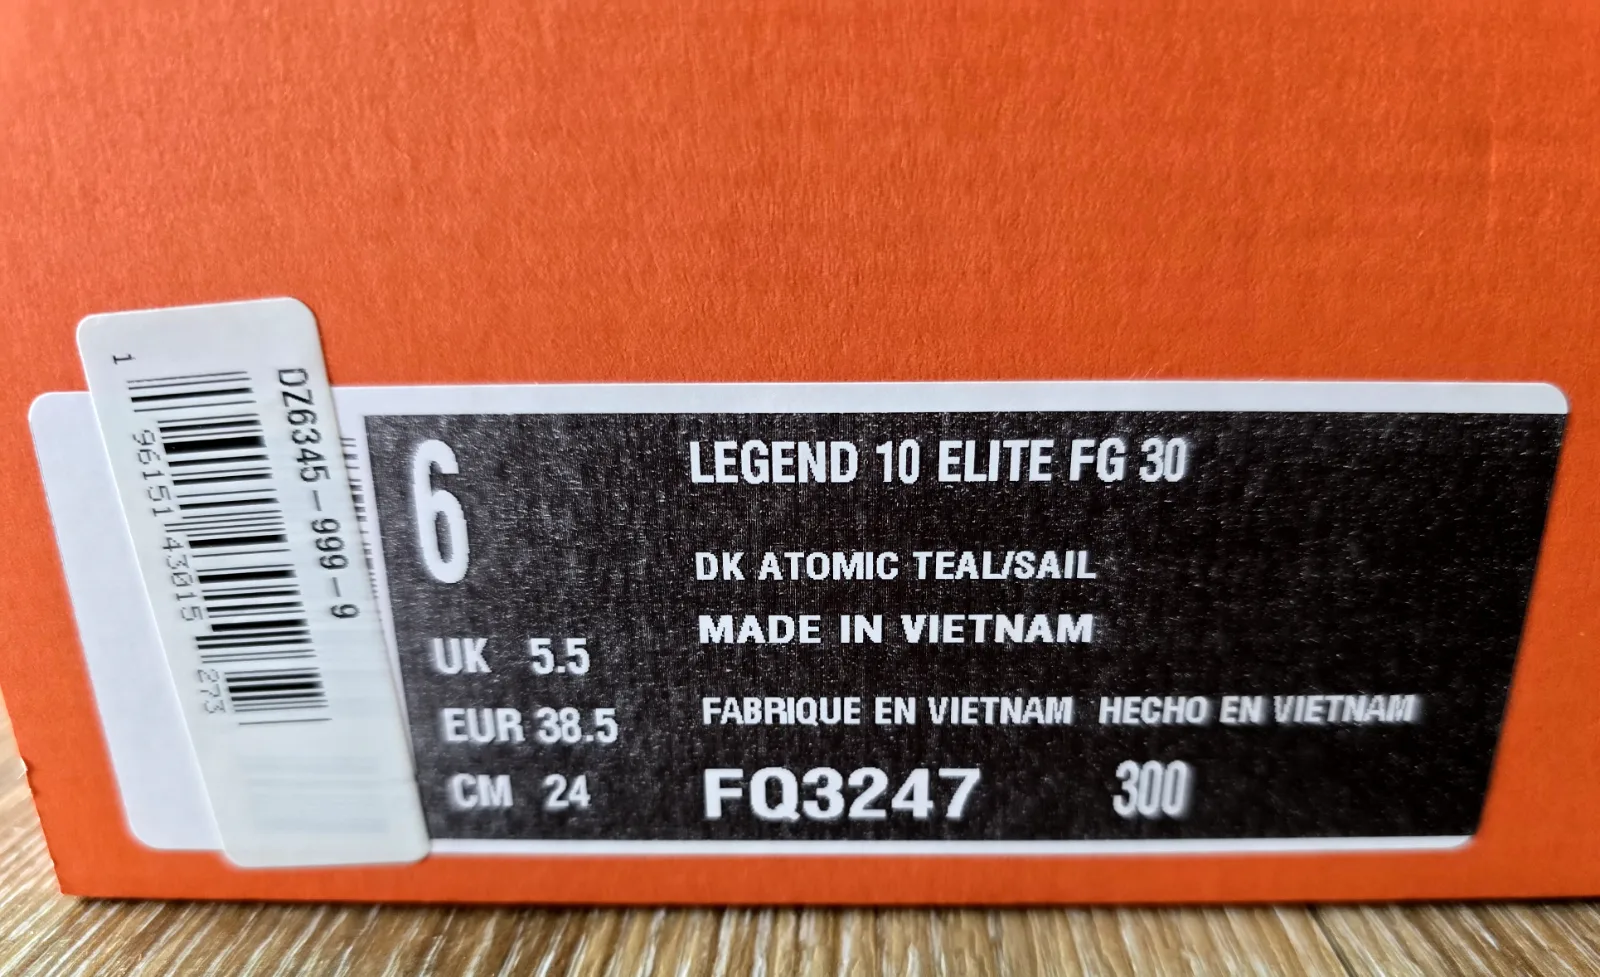 DZ6345-999-9
1 96151 43015 273
6
UK 5.5
EUR 38.5
CM 24
LEGEND 10 ELITE FG 30
DK ATOMIC TEAL/SAIL
MADE IN VIETNAM
FABRIQUE EN VIETNAM HECHO EN VIETNAM
FQ3247 300